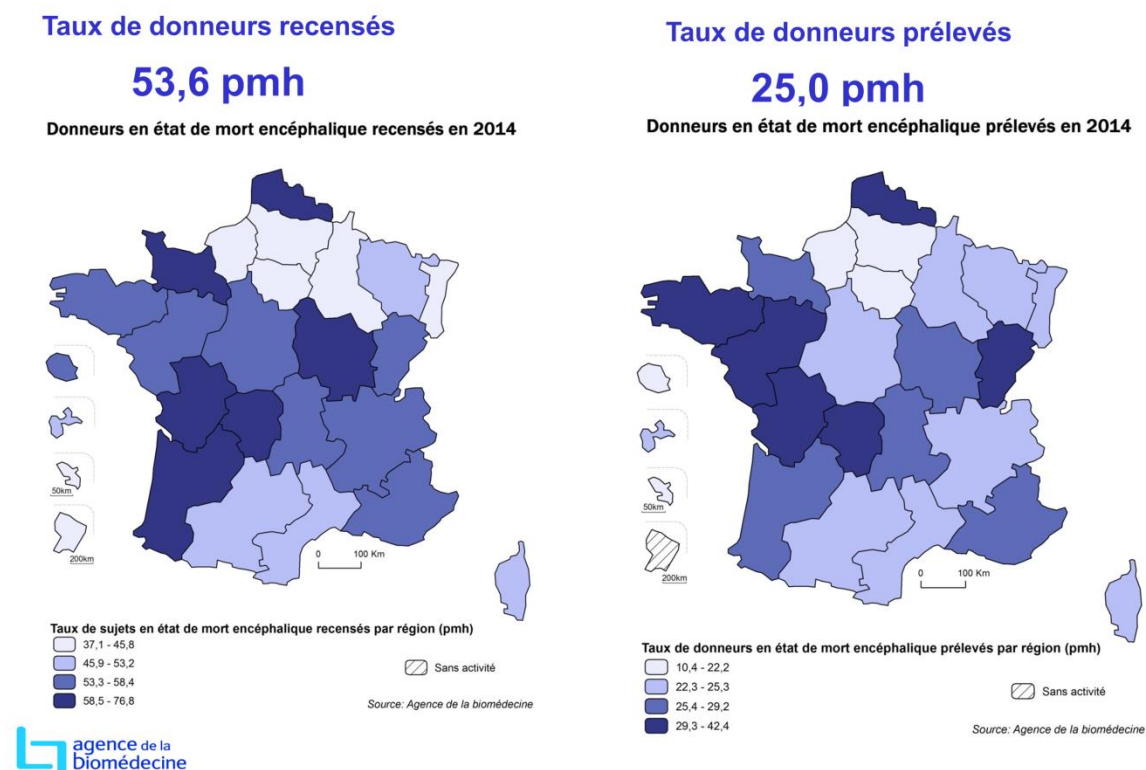 Taux de donneurs recensés
53,6 pmh
Donneurs en état de mort encéphalique recensés en 2014
50km
200km
0 100 Km
Taux de sujets en état de mort encéphalique recensés par région (pmh)
37,1 - 45,8
45,9 - 53,2
53,3 - 58,4
58,5 - 76,8
Sans activité
Source: Agence de la biomédecine
agence de la
biomédecine
Taux de donneurs prélevés
25,0 pmh
Donneurs en état de mort encéphalique prélevés en 2014
50km
200km
0 100 Km
Taux de donneurs en état de mort encéphalique prélevés par région (pmh)
10,4 - 22,2
22,3 - 25,3
25,4 - 29,2
29,3 - 42,4
Sans activité
Source: Agence de la biomédecine